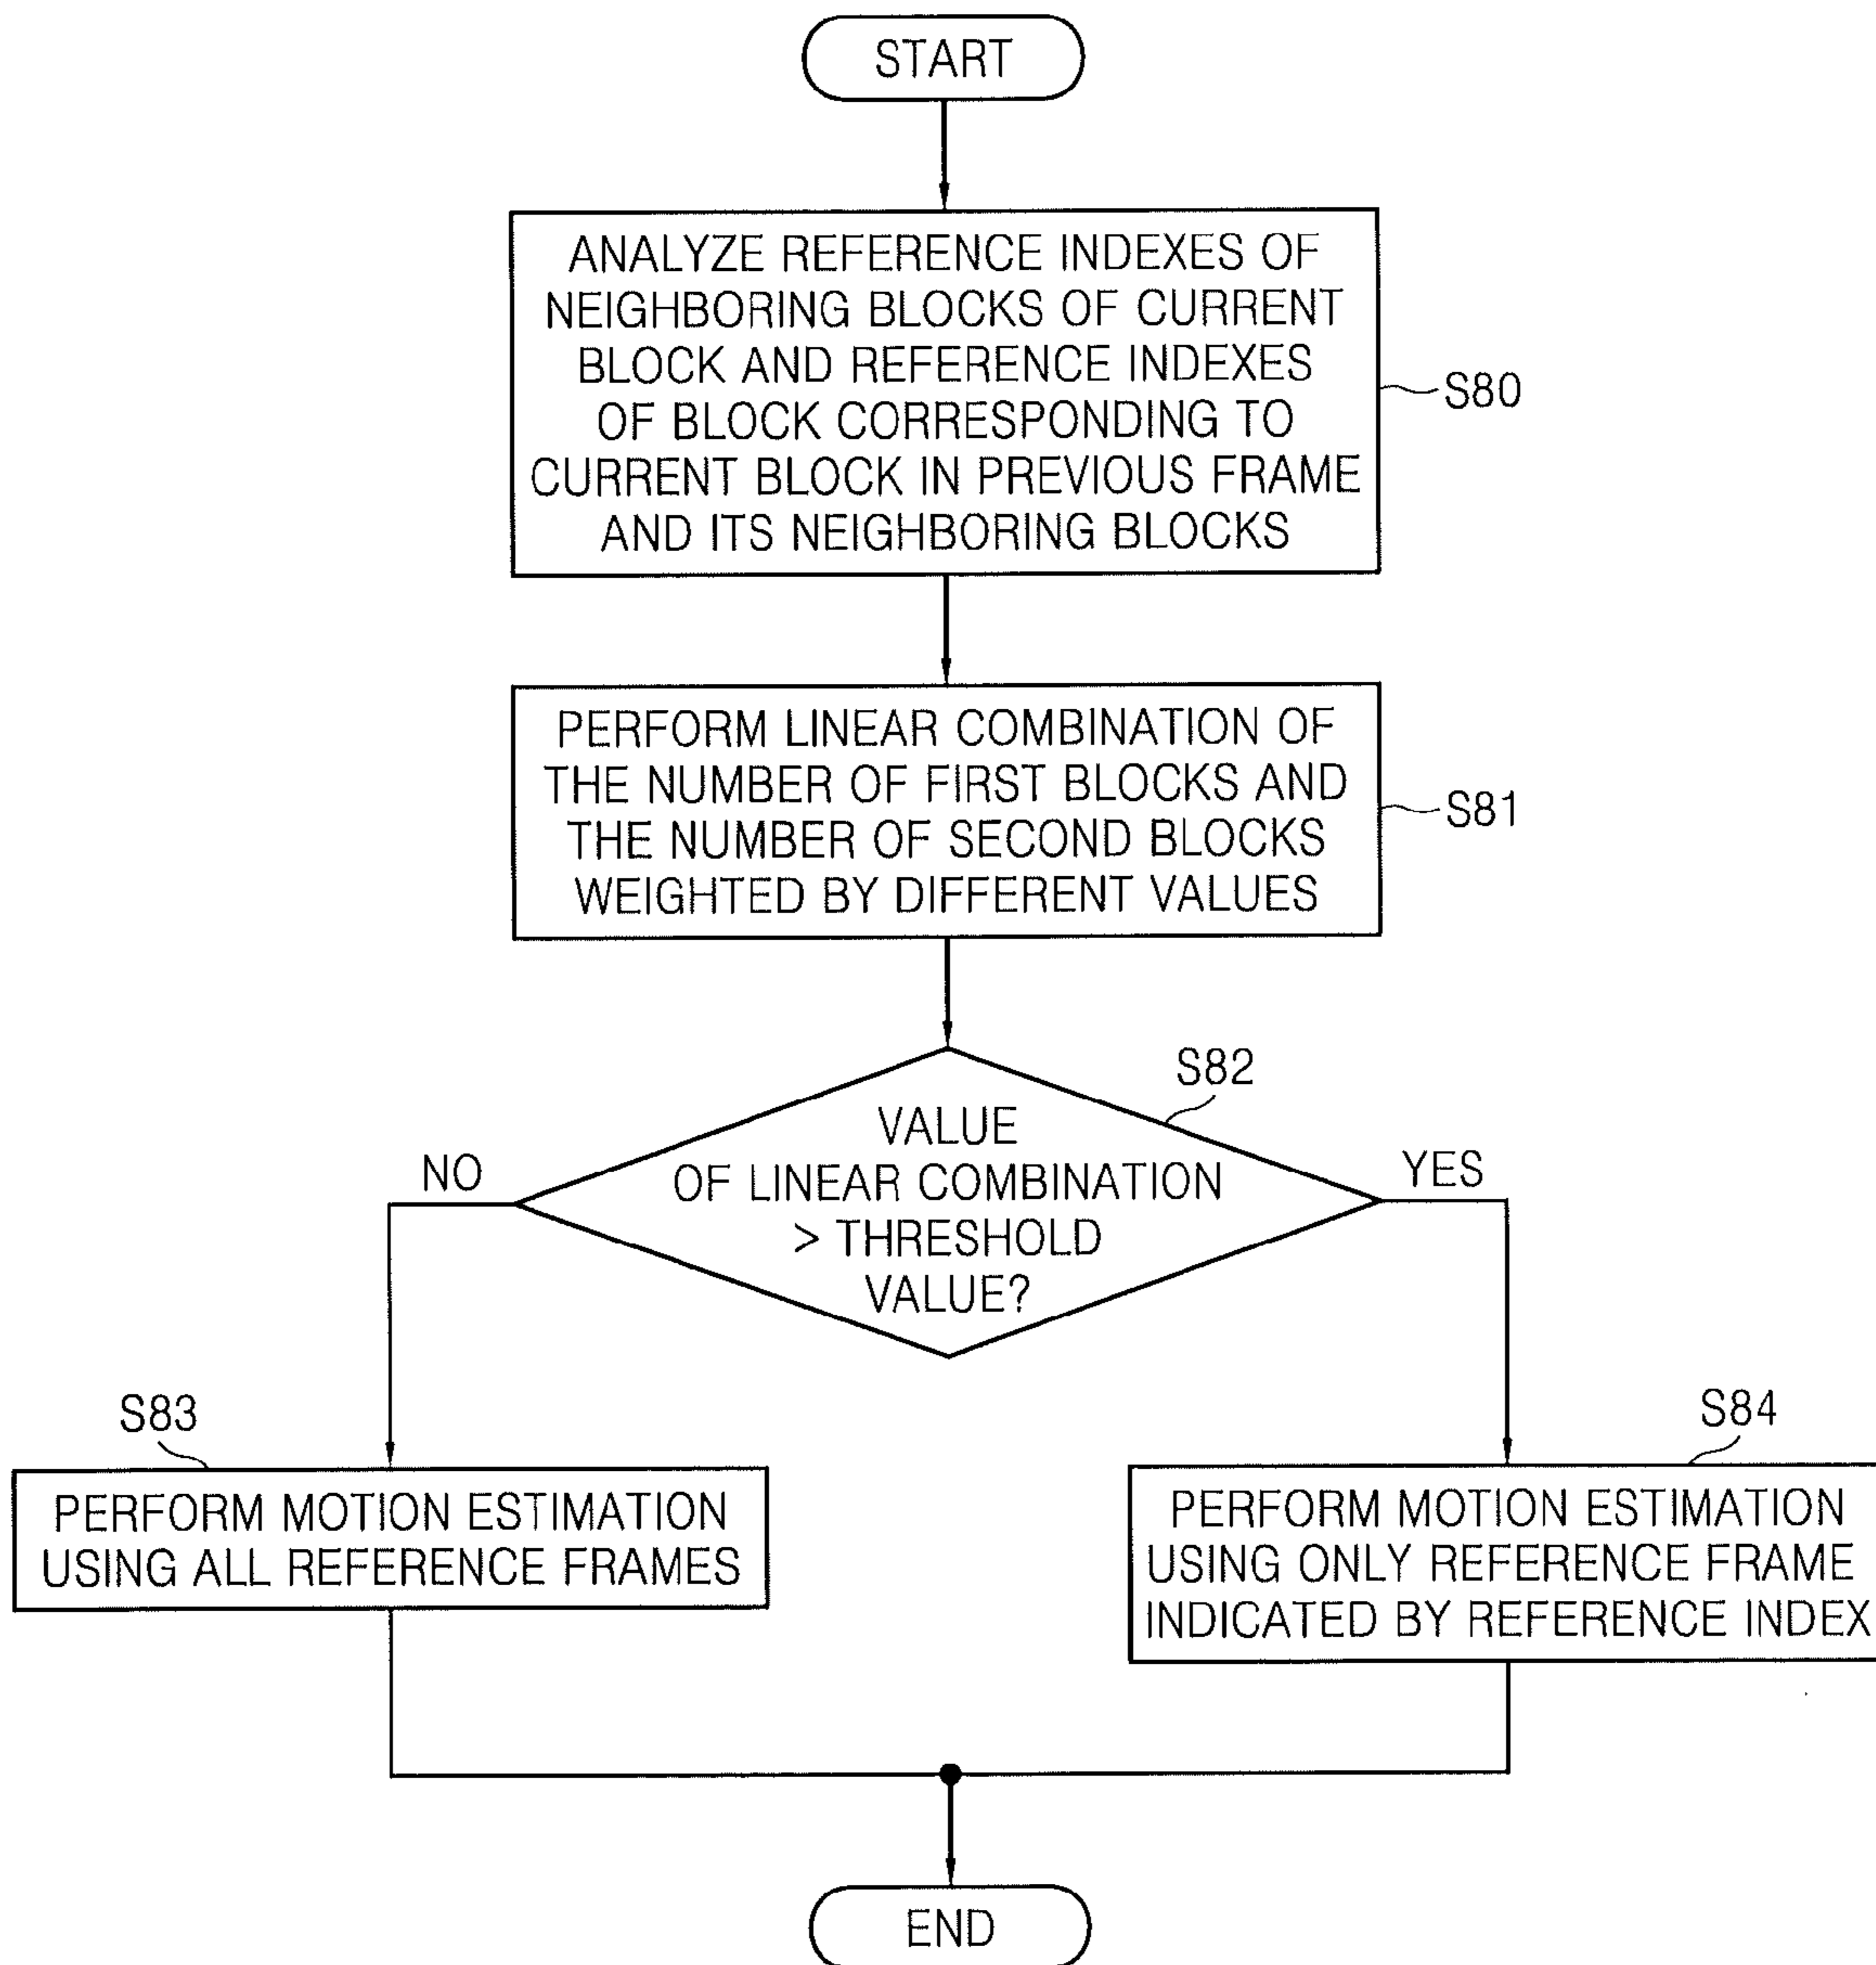 START
ANALYZE REFERENCE INDEXES OF
NEIGHBORING BLOCKS OF CURRENT
BLOCK AND REFERENCE INDEXES
OF BLOCK CORRESPONDING TO
CURRENT BLOCK IN PREVIOUS FRAME
AND ITS NEIGHBORING BLOCKS
S80
PERFORM LINEAR COMBINATION OF
THE NUMBER OF FIRST BLOCKS AND
THE NUMBER OF SECOND BLOCKS
WEIGHTED BY DIFFERENT VALUES
S81
S82
VALUE
OF LINEAR COMBINATION
> THRESHOLD
VALUE?
NO
YES
S83
PERFORM MOTION ESTIMATION
USING ALL REFERENCE FRAMES
S84
PERFORM MOTION ESTIMATION
USING ONLY REFERENCE FRAME
INDICATED BY REFERENCE INDEX
END